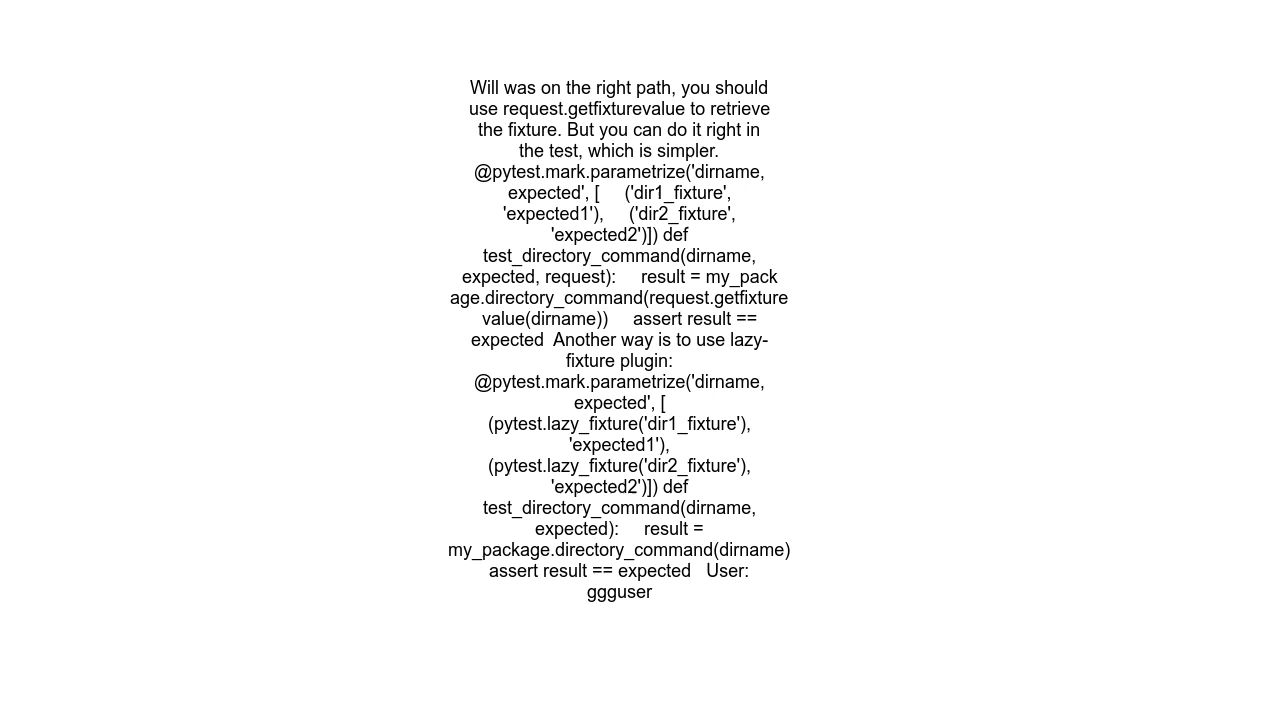 Will was on the right path, you should
use request.getfixturevalue to retrieve
the fixture. But you can do it right in
the test, which is simpler.
@pytest.mark.parametrize('dirname,
expected', [     ('dir1_fixture',
'expected1'),     ('dir2_fixture',
'expected2')]) def
test_directory_command(dirname,
expected, request):     result = my_pack
age.directory_command(request.getfixture
value(dirname))     assert result ==
expected  Another way is to use lazy-
fixture plugin:
@pytest.mark.parametrize('dirname,
expected', [
(pytest.lazy_fixture('dir1_fixture'),
'expected1'),
(pytest.lazy_fixture('dir2_fixture'),
'expected2')]) def
test_directory_command(dirname,
expected):     result =
my_package.directory_command(dirname)
assert result == expected   User:
ggguser